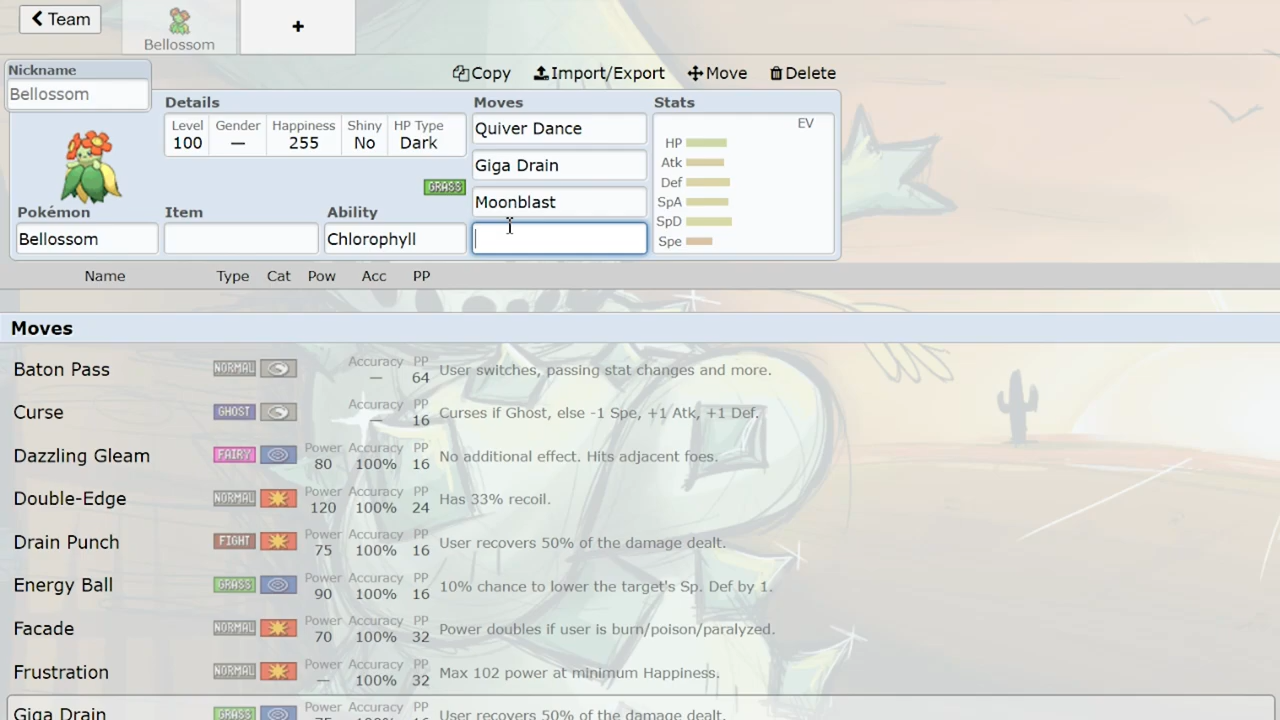 Team
Bellossom
+
Nickname
Bellossom
Copy Import/Export Move Delete
Details Moves Stats
Level Gender Happiness Shiny HP Type
100 — 255 No Dark
Quiver Dance
Giga Drain
Moonblast
EV
HP
Atk
Def
SpA
SpD
Spe
GRASS
Pokémon Item Ability
Bellossom Chlorophyll
Name Type Cat Pow Acc PP
Moves
Baton Pass NORMAL Accuracy — PP 64 User switches, passing stat changes and more.
Curse GHOST Accuracy — PP 16 Curses if Ghost, else -1 Spe, +1 Atk, +1 Def.
Dazzling Gleam FAIRY Power 80 Accuracy 100% PP 16 No additional effect. Hits adjacent foes.
Double-Edge NORMAL Power 120 Accuracy 100% PP 24 Has 33% recoil.
Drain Punch FIGHT Power 75 Accuracy 100% PP 16 User recovers 50% of the damage dealt.
Energy Ball GRASS Power 90 Accuracy 100% PP 16 10% chance to lower the target's Sp. Def by 1.
Facade NORMAL Power 70 Accuracy 100% PP 32 Power doubles if user is burn/poison/paralyzed.
Frustration NORMAL Power — Accuracy 100% PP 32 Max 102 power at minimum Happiness.
Giga Drain GRASS Power 75 Accuracy 100% PP 16 User recovers 50% of the damage dealt.